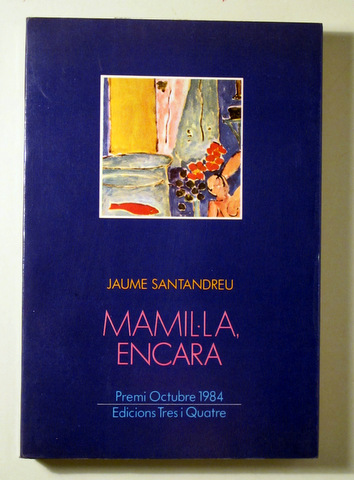 JAUME SANTANDREU
MAMIL·LA,
ENCARA
Premi Octubre 1984
Edicions Tres i Quatre